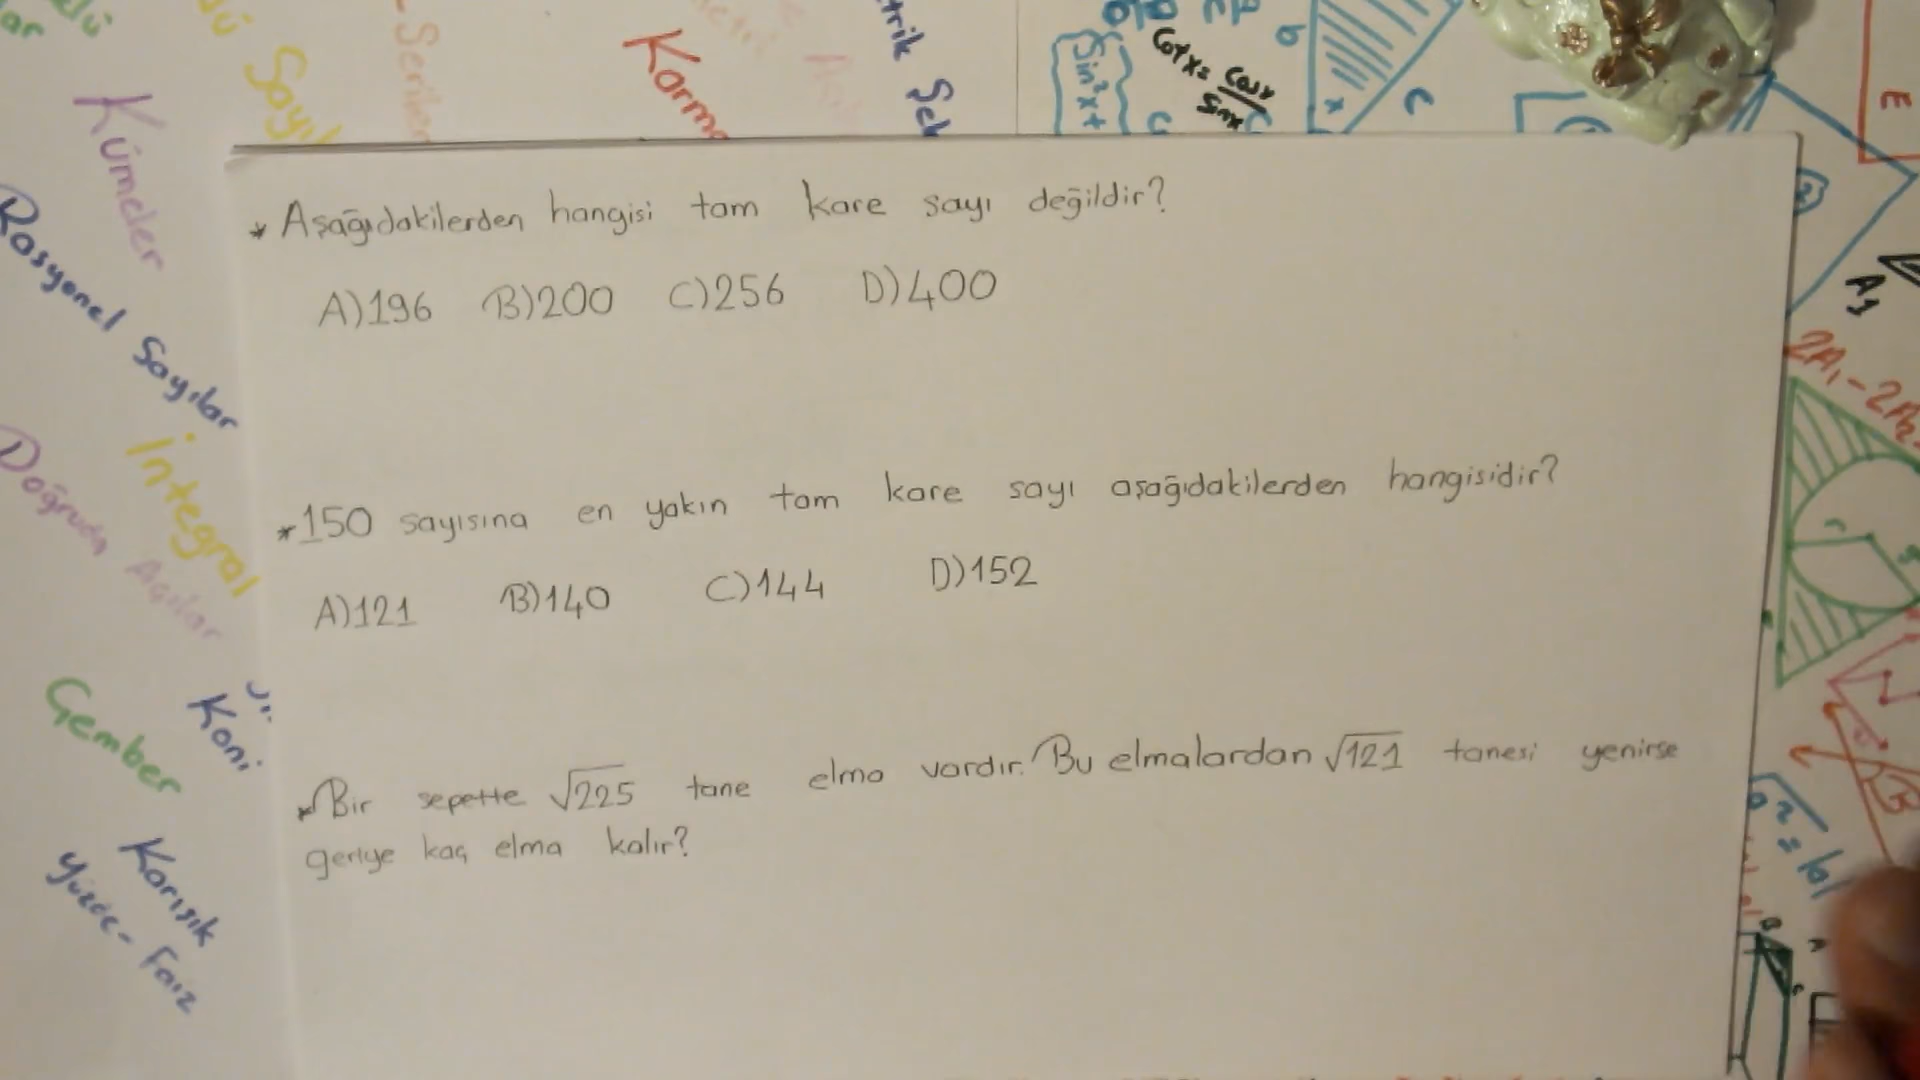 Kümeler
Rasyonel Sayılar
İntegral
Doğruda Açılar
Çember
Koni
Karışık
Yüzde-Faiz
Cotx= Cosx/Sinx
b
x
c
E
A₃
* Aşağıdakilerden hangisi tam kare sayı değildir?
A)196 B)200 C)256 D)400
*150 sayısına en yakın tam kare sayı aşağıdakilerden hangisidir?
A)121 B)140 C)144 D)152
*Bir sepette √225 tane elma vardır. Bu elmalardan √121 tanesi yenirse
geriye kaç elma kalır?